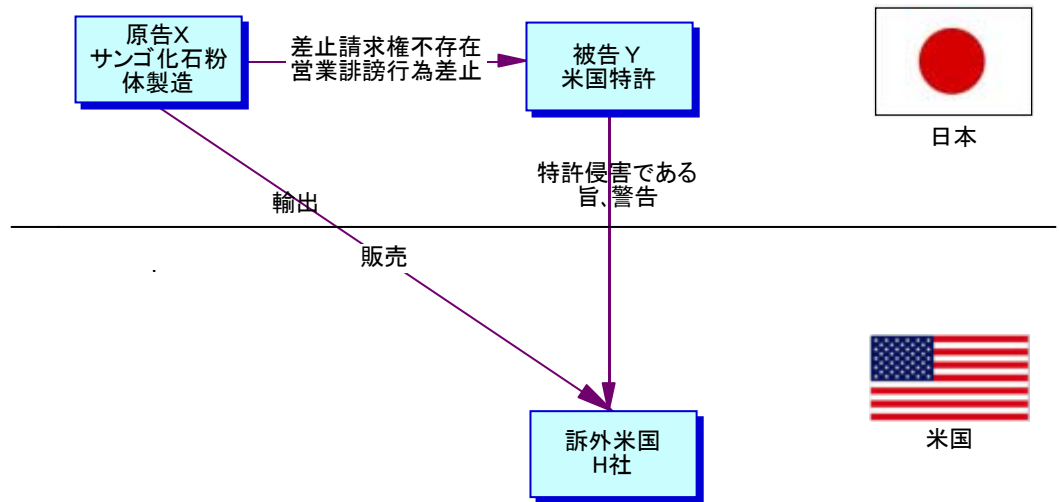 原告X
サンゴ化石粉
体製造
差止請求権不存在
営業誹謗行為差止
被告Y
米国特許
日本
特許侵害である
旨、警告
輸出
販売
訴外米国
H社
米国